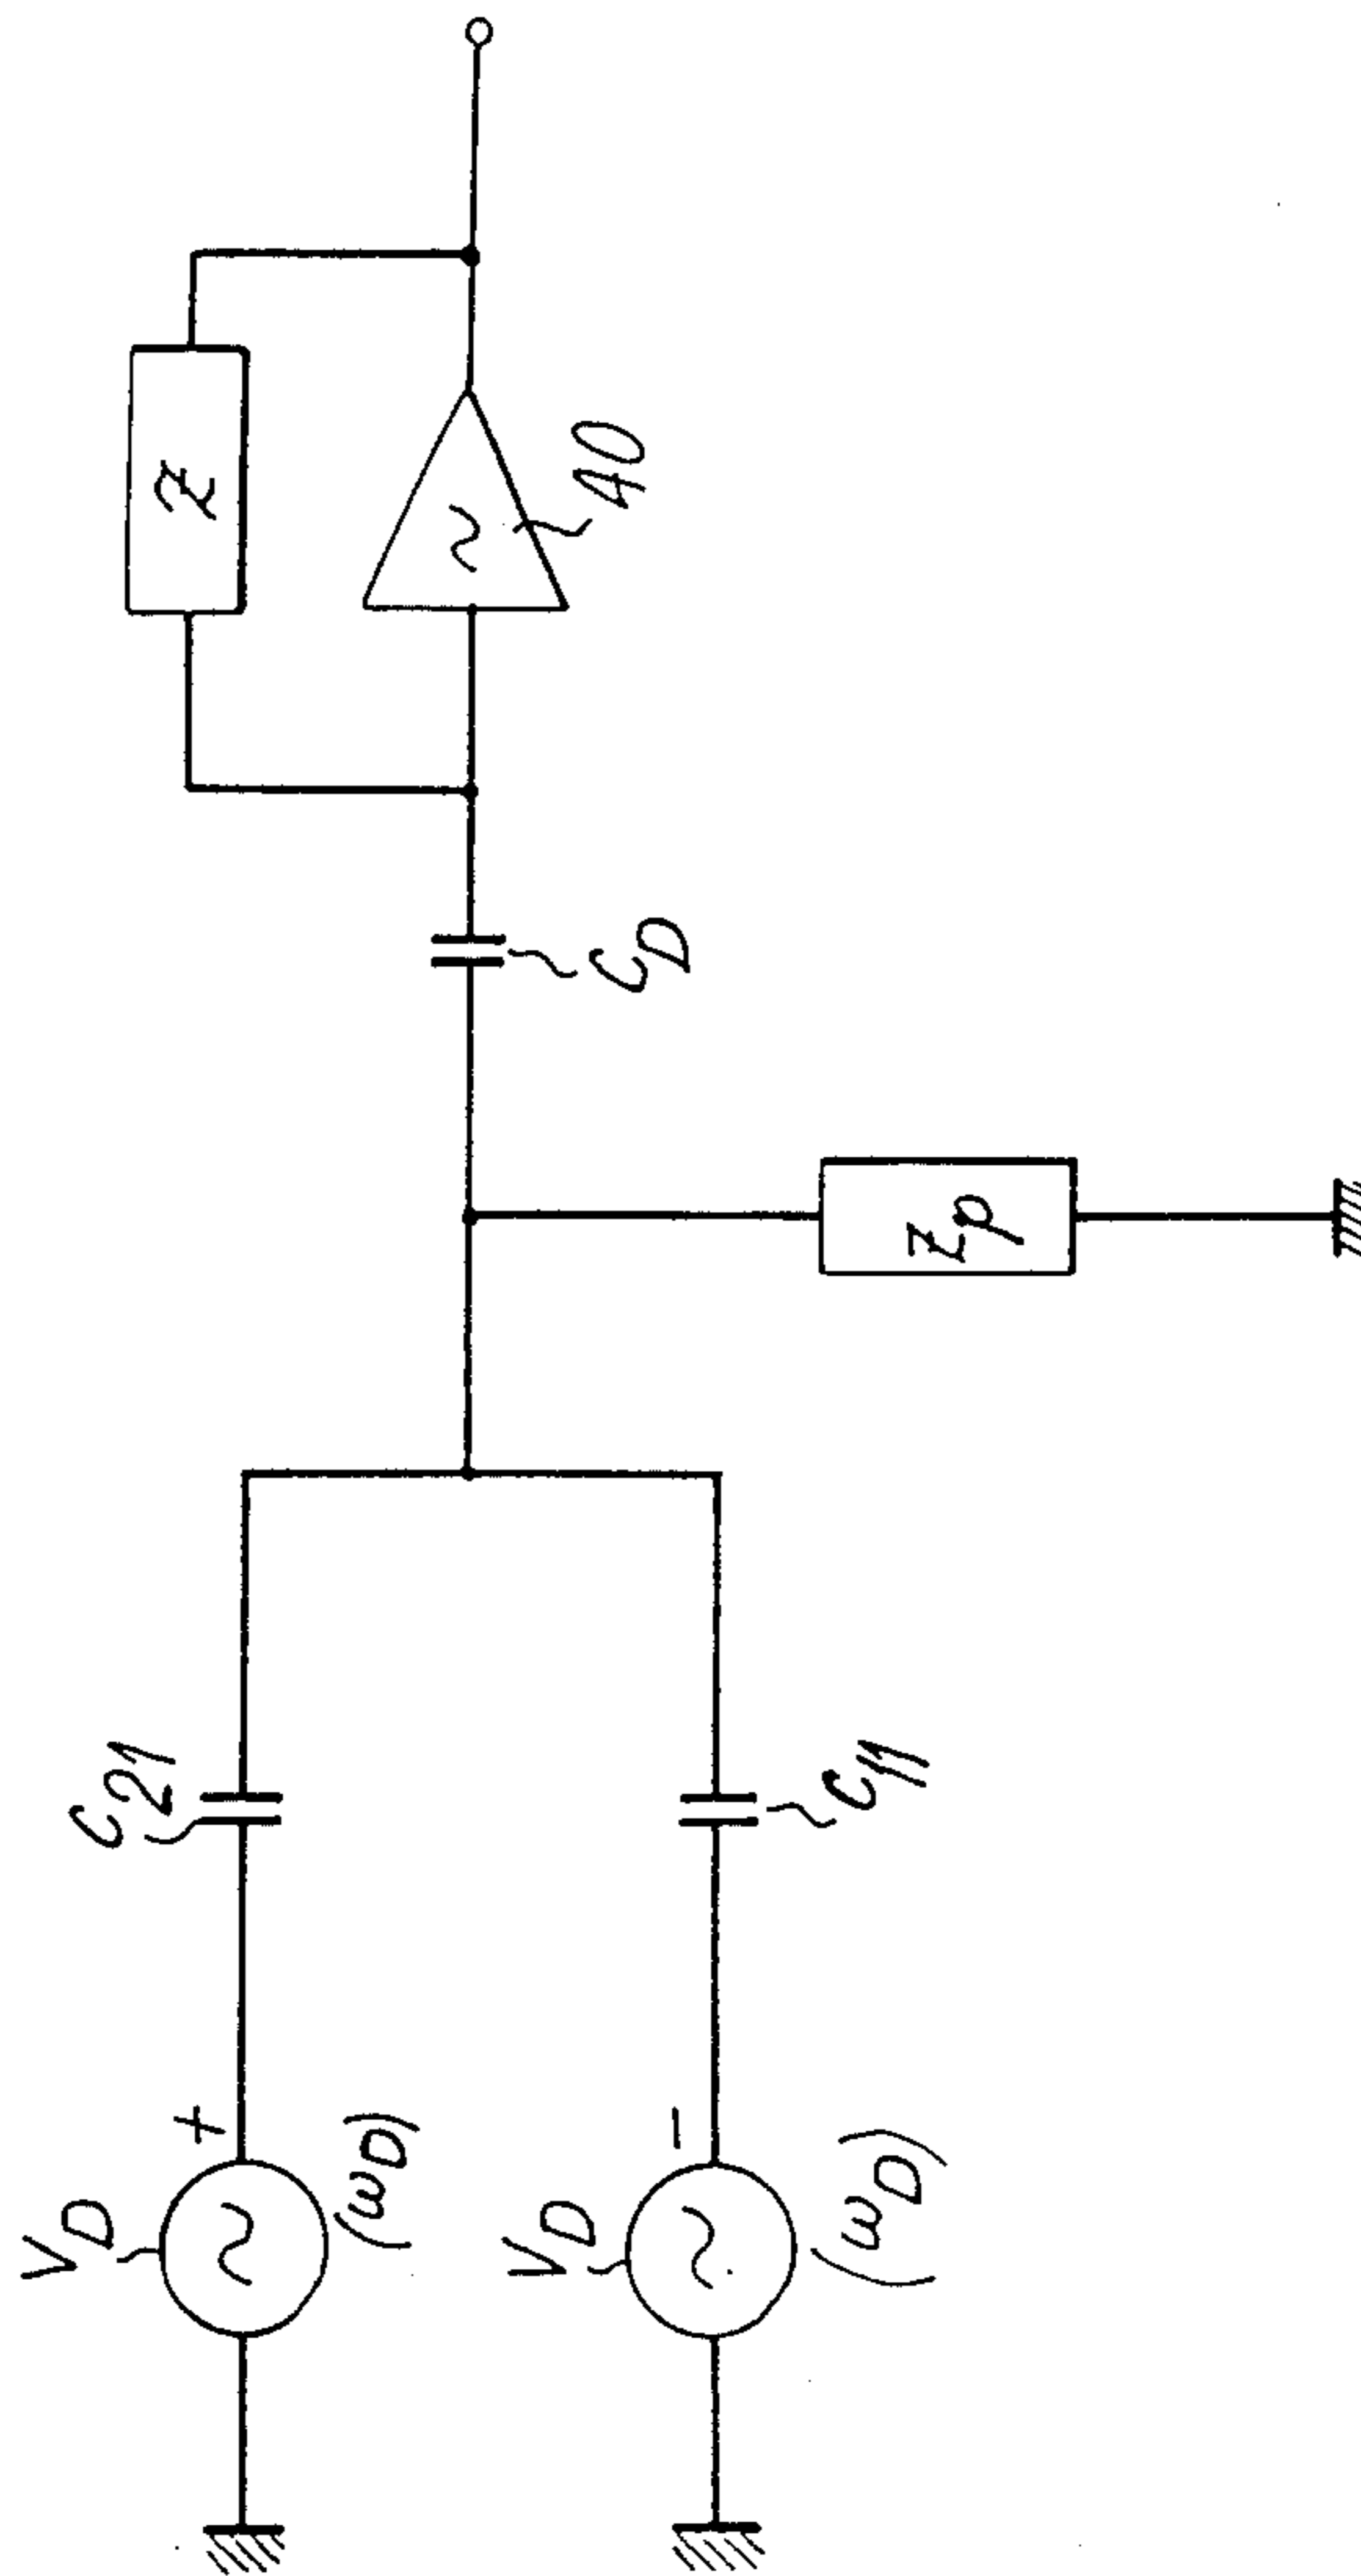 V_D
+
(ω_D)
C_21
V_D
-
(ω_D)
C_11
Z_p
C_D
Z
40